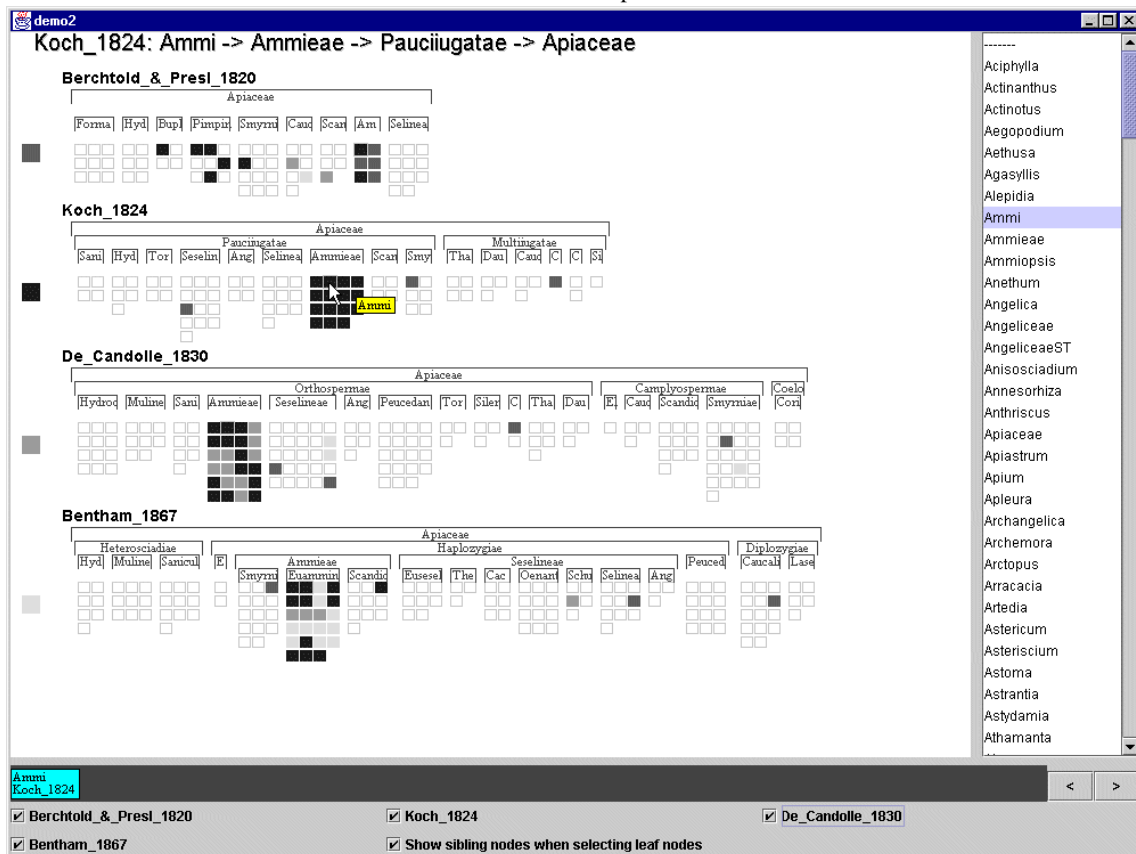 demo2
Koch_1824: Ammi -> Ammieae -> Pauciiugatae -> Apiaceae
Berchtold_&_Presl_1820
Apiaceae
Forma Hyd Bupl Pimpin Smyrni Cauc Scan Am Selinea
Koch_1824
Apiaceae
Pauciiugatae Multiiugatae
Sani Hyd Tor Seselin Ang Selinea Ammieae Scan Smy Tha Dau Cauc C C Si
Ammi
De_Candolle_1830
Apiaceae
Orthospermae Camplyospermae Coelo
Hydroc Muline Sani Ammieae Seselineae Ang Peucedan Tor Siler C Tha Dau E. Cauc Scandic Smyrniae Cori
Bentham_1867
Apiaceae
Heterosciadiae Haplozygiae Diplozygiae
Hyd Muline Sanicul E Ammineae Seselineae Peuced Caucali Lase
Smyrnu Euammin Scandic Eusesel The Cac Oenant Schu Selinea Ang
-------
Aciphylla
Actinanthus
Actinotus
Aegopodium
Aethusa
Agasyllis
Alepidia
Ammi
Ammieae
Ammiopsis
Anethum
Angelica
Angeliceae
AngeliceaeST
Anisosciadium
Annesorhiza
Anthriscus
Apiaceae
Apiastrum
Apium
Apleura
Archangelica
Archemora
Arctopus
Arracacia
Artedia
Astericum
Asteriscium
Astoma
Astrantia
Astydamia
Athamanta
Ammi
Koch_1824
< >
Berchtold_&_Presl_1820 Koch_1824 De_Candolle_1830
Bentham_1867 Show sibling nodes when selecting leaf nodes